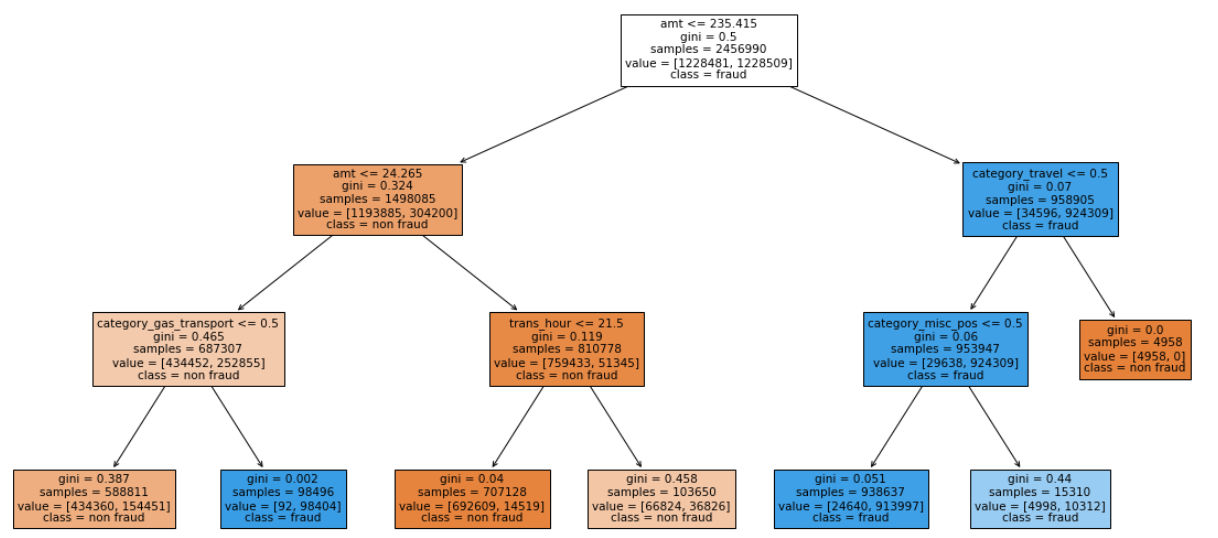 amt <= 235.415
gini = 0.5
samples = 2456990
value = [1228481, 1228509]
class = fraud
amt <= 24.265
gini = 0.324
samples = 1498085
value = [1193885, 304200]
class = non fraud
category_travel <= 0.5
gini = 0.07
samples = 958905
value = [34596, 924309]
class = fraud
category_gas_transport <= 0.5
gini = 0.465
samples = 687307
value = [434452, 252855]
class = non fraud
trans_hour <= 21.5
gini = 0.119
samples = 810778
value = [759433, 51345]
class = non fraud
category_misc_pos <= 0.5
gini = 0.06
samples = 953947
value = [29638, 924309]
class = fraud
gini = 0.0
samples = 4958
value = [4958, 0]
class = non fraud
gini = 0.387
samples = 588811
value = [434360, 154451]
class = non fraud
gini = 0.002
samples = 98496
value = [92, 98404]
class = fraud
gini = 0.04
samples = 707128
value = [692609, 14519]
class = non fraud
gini = 0.458
samples = 103650
value = [66824, 36826]
class = non fraud
gini = 0.051
samples = 938637
value = [24640, 913997]
class = fraud
gini = 0.44
samples = 15310
value = [4998, 10312]
class = fraud